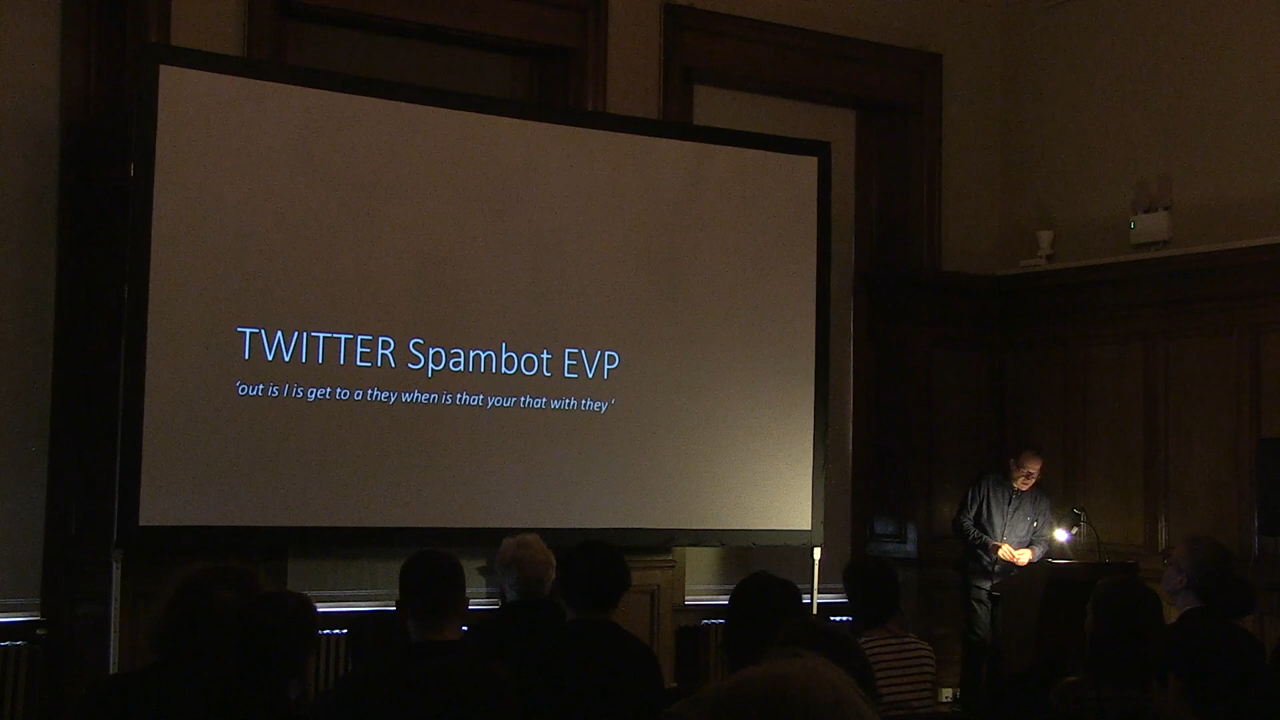 TWITTER Spambot EVP
‘out is I is get to a they when is that your that with they ‘